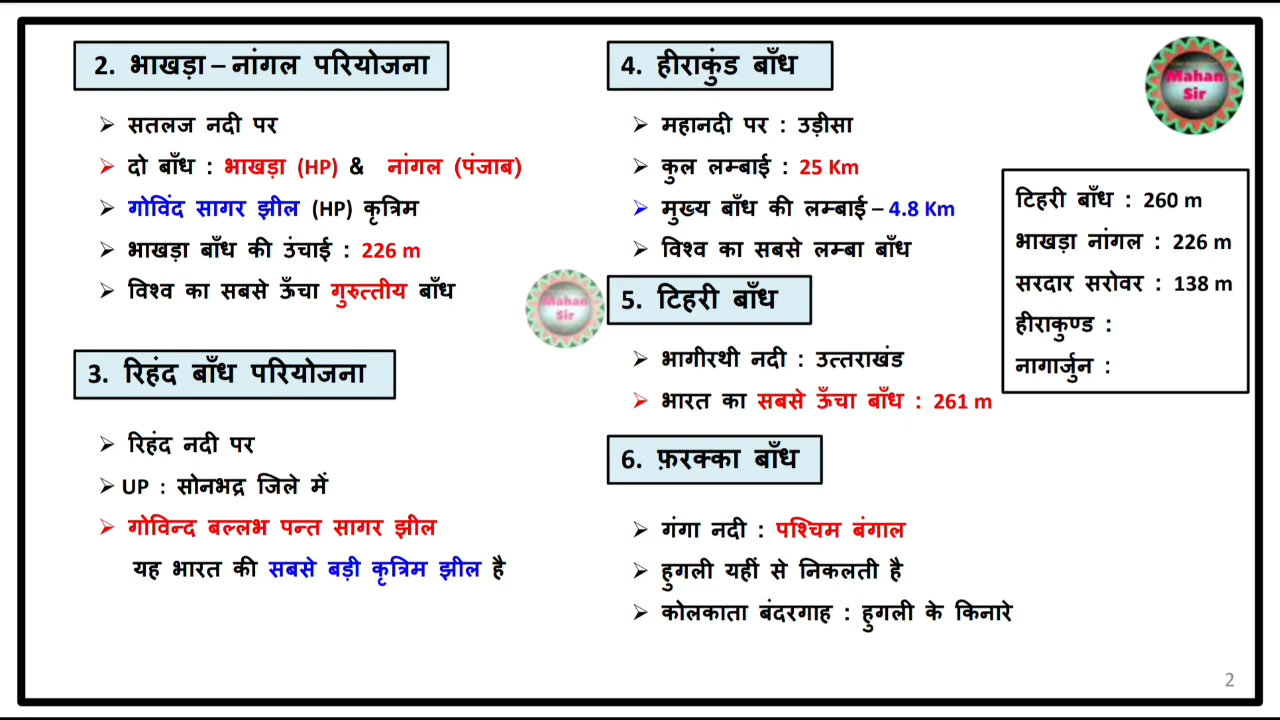 2. भाखड़ा – नांगल परियोजना
➢ सतलज नदी पर
➢ दो बाँध : भाखड़ा (HP) & नांगल (पंजाब)
➢ गोविंद सागर झील (HP) कृत्रिम
➢ भाखड़ा बाँध की उंचाई : 226 m
➢ विश्व का सबसे ऊँचा गुरुत्तीय बाँध
3. रिहंद बाँध परियोजना
➢ रिहंद नदी पर
➢ UP : सोनभद्र जिले में
➢ गोविन्द बल्लभ पन्त सागर झील
यह भारत की सबसे बड़ी कृत्रिम झील है
4. हीराकुंड बाँध
➢ महानदी पर : उड़ीसा
➢ कुल लम्बाई : 25 Km
➢ मुख्य बाँध की लम्बाई – 4.8 Km
➢ विश्व का सबसे लम्बा बाँध
5. टिहरी बाँध
➢ भागीरथी नदी : उत्तराखंड
➢ भारत का सबसे ऊँचा बाँध : 261 m
6. फ़रक्का बाँध
➢ गंगा नदी : पश्चिम बंगाल
➢ हुगली यहीं से निकलती है
➢ कोलकाता बंदरगाह : हुगली के किनारे
Mahan
Sir
टिहरी बाँध : 260 m
भाखड़ा नांगल : 226 m
सरदार सरोवर : 138 m
हीराकुण्ड :
नागार्जुन :
Mahan
Sir
2